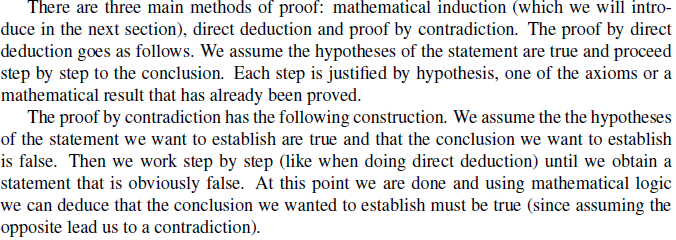 There are three main methods of proof: mathematical induction (which we will intro-
duce in the next section), direct deduction and proof by contradiction. The proof by direct
deduction goes as follows. We assume the hypotheses of the statement are true and proceed
step by step to the conclusion. Each step is justified by hypothesis, one of the axioms or a
mathematical result that has already been proved.
The proof by contradiction has the following construction. We assume the the hypotheses
of the statement we want to establish are true and that the conclusion we want to establish
is false. Then we work step by step (like when doing direct deduction) until we obtain a
statement that is obviously false. At this point we are done and using mathematical logic
we can deduce that the conclusion we wanted to establish must be true (since assuming the
opposite lead us to a contradiction).